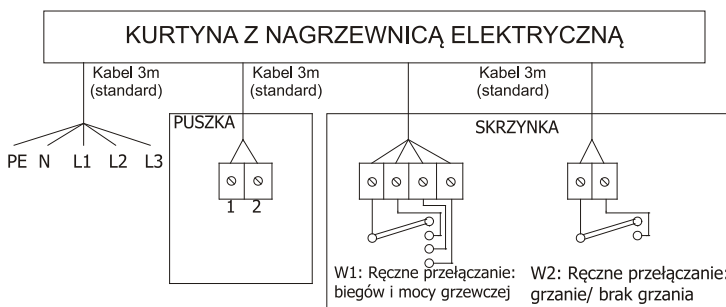 KURTYNA Z NAGRZEWNICĄ ELEKTRYCZNĄ
Kabel 3m
(standard)
Kabel 3m
(standard)
Kabel 3m
(standard)
PE N L1 L2 L3
PUSZKA
1 2
SKRZYNKA
W1: Ręczne przełączanie:
biegów i mocy grzewczej
W2: Ręczne przełączanie:
grzanie/ brak grzania